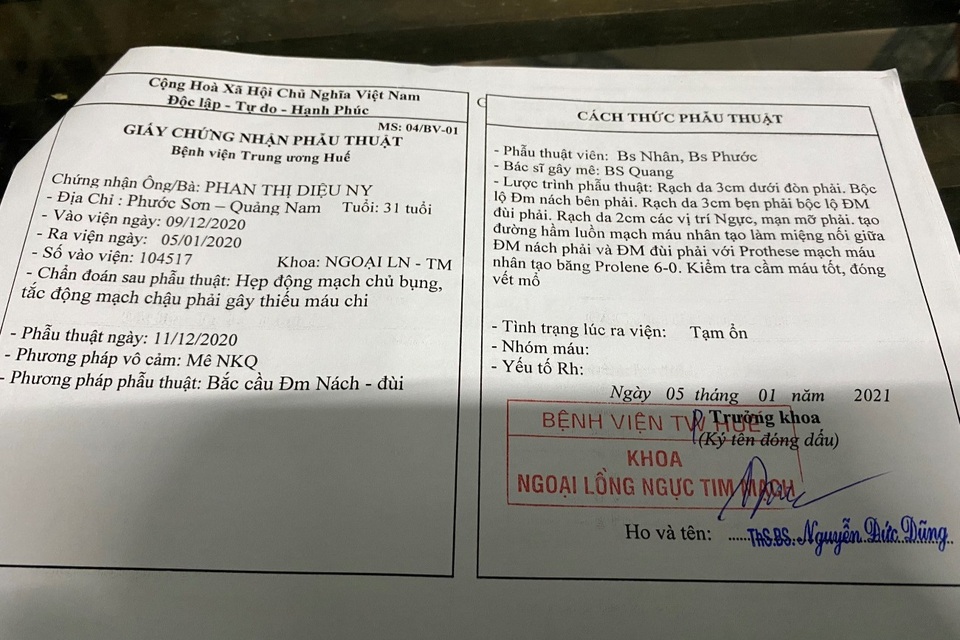 Cộng Hoà Xã Hội Chủ Nghĩa Việt Nam
Độc lập - Tự do - Hạnh Phúc
MS: 04/BV-01
GIẤY CHỨNG NHẬN PHẪU THUẬT
Bệnh viện Trung ương Huế
Chứng nhận Ông/Bà: PHAN THỊ DIỆU NY
- Địa Chỉ : Phước Sơn – Quảng Nam Tuổi: 31 tuổi
- Vào viện ngày: 09/12/2020
- Ra viện ngày: 05/01/2020
- Số vào viện: 104517 Khoa: NGOẠI LN - TM
- Chẩn đoán sau phẫu thuật: Hẹp động mạch chủ bụng,
tắc động mạch chậu phải gây thiếu máu chi
- Phẫu thuật ngày: 11/12/2020
- Phương pháp vô cảm: Mê NKQ
- Phương pháp phẫu thuật: Bắc cầu Đm Nách - đùi
CÁCH THỨC PHẪU THUẬT
- Phẫu thuật viên: Bs Nhân, Bs Phước
- Bác sĩ gây mê: BS Quang
- Lược trình phẫu thuật: Rạch da 3cm dưới đòn phải. Bộc
lộ Đm nách bên phải. Rạch da 3cm bẹn phải bộc lộ ĐM
đùi phải. Rạch da 2cm các vị trí Ngực, mạn mỡ phải. tạo
đường hầm luồn mạch máu nhân tạo làm miệng nối giữa
ĐM nách phải và ĐM đùi phải với Prothese mạch máu
nhân tạo băng Prolene 6-0. Kiểm tra cầm máu tốt, đóng
vết mổ
- Tình trạng lúc ra viện: Tạm ổn
- Nhóm máu:
- Yếu tố Rh:
Ngày 05 tháng 01 năm 2021
Trưởng khoa
(Ký tên đóng dấu)
BỆNH VIỆN TW HUẾ
KHOA
NGOẠI LỒNG NGỰC TIM MẠCH
Ho và tên: ......ThS.BS. Nguyễn Đức Dũng